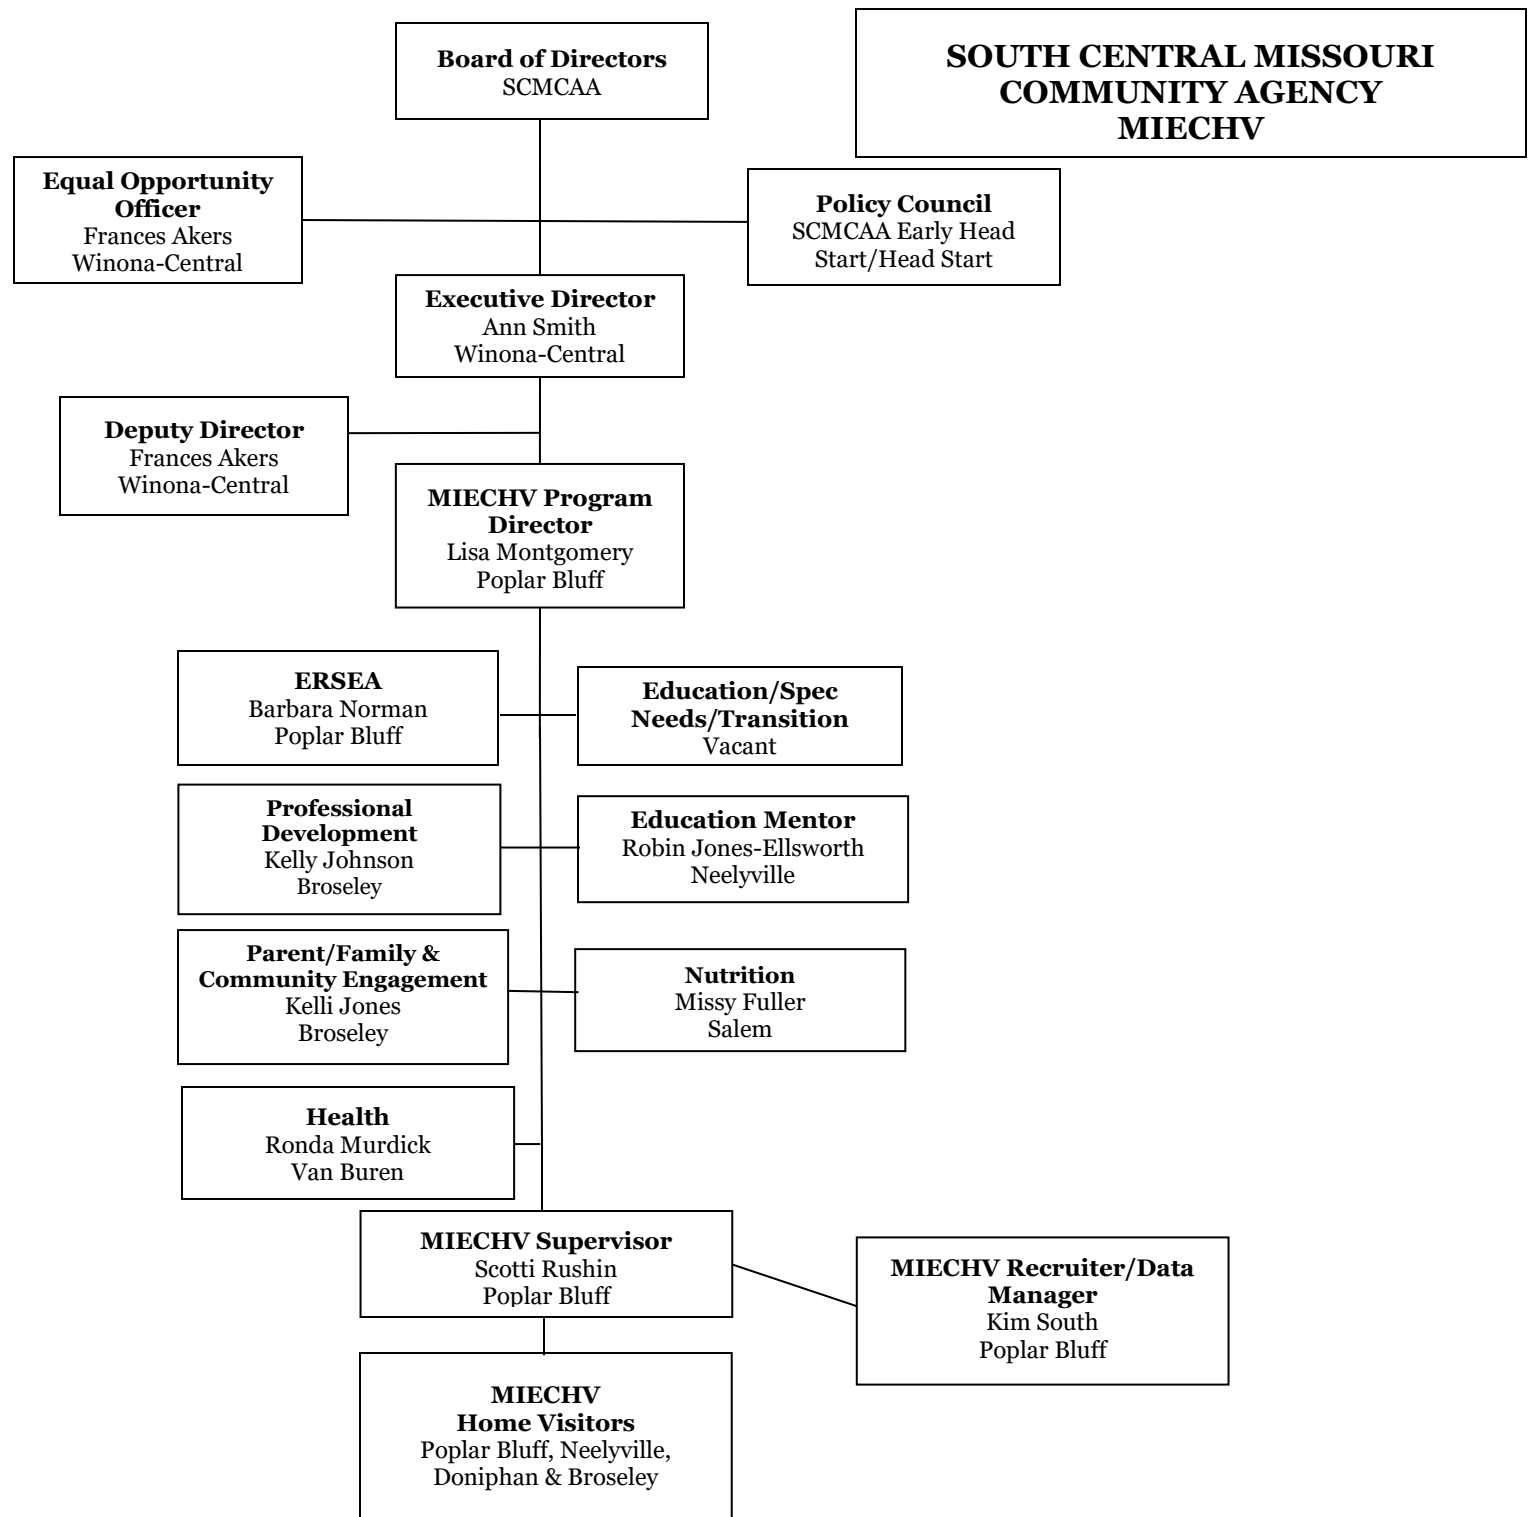 Board of Directors
SCMCAA
SOUTH CENTRAL MISSOURI
COMMUNITY AGENCY
MIECHV
Equal Opportunity
Officer
Frances Akers
Winona-Central
Policy Council
SCMCAA Early Head
Start/Head Start
Executive Director
Ann Smith
Winona-Central
Deputy Director
Frances Akers
Winona-Central
MIECHV Program
Director
Lisa Montgomery
Poplar Bluff
ERSEA
Barbara Norman
Poplar Bluff
Education/Spec
Needs/Transition
Vacant
Professional
Development
Kelly Johnson
Broseley
Education Mentor
Robin Jones-Ellsworth
Neelyville
Parent/Family &
Community Engagement
Kelli Jones
Broseley
Nutrition
Missy Fuller
Salem
Health
Ronda Murdick
Van Buren
MIECHV Supervisor
Scotti Rushin
Poplar Bluff
MIECHV Recruiter/Data
Manager
Kim South
Poplar Bluff
MIECHV
Home Visitors
Poplar Bluff, Neelyville,
Doniphan & Broseley